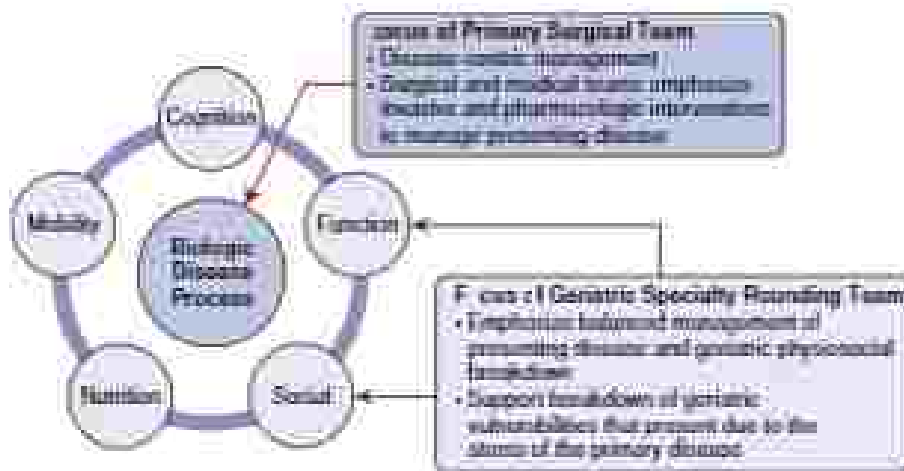 Focus of Primary Surgical Team
• Disease-centric management
• Surgical and medical teams emphasize
invasive and pharmacologic interventions
to manage presenting disease
Cognition
Mobility
Function
Biologic
Disease
Process
Nutrition
Social
Focus of Geriatric Specialty Rounding Team
• Emphasize balanced management of
presenting disease and geriatric
breakdown
• Support breakdown of geriatric
vulnerabilities that present due to the
of the primary disease